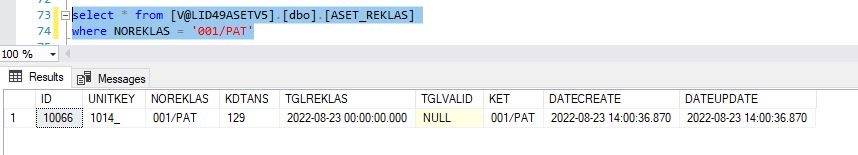 72
73 select * from [V@LID49ASETV5].[dbo].[ASET_REKLAS]
74 where NOREKLAS = '001/PAT'
75
100 %
Results Messages
ID UNITKEY NOREKLAS KDTANS TGLREKLAS TGLVALID KET DATECREATE DATEUPDATE
1 10066 1014_ 001/PAT 129 2022-08-23 00:00:00.000 NULL 001/PAT 2022-08-23 14:00:36.870 2022-08-23 14:00:36.870